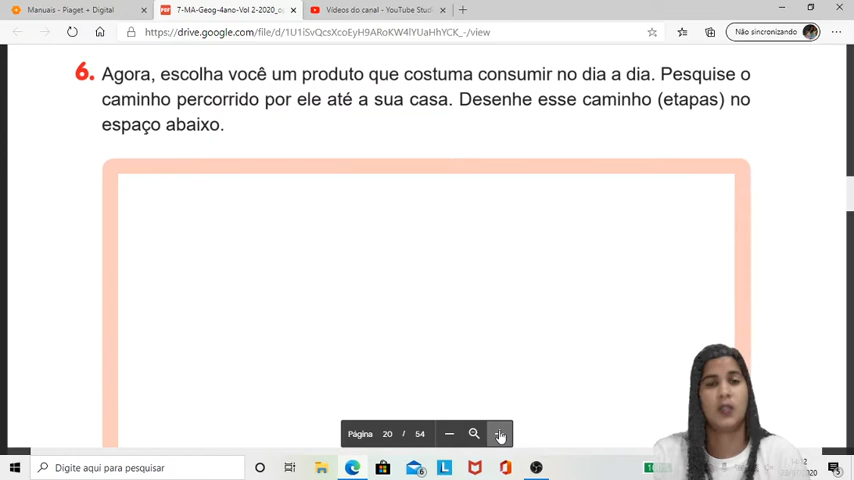 Manuais - Piaget + Digital
7-MA-Geog-4ano-Vol 2-2020_
Vídeos do canal - YouTube Stud
https://drive.google.com/file/d/1U1iSvQcsXcoEyH9ARoKW4lYUaHhYCK_-/view
Não sincronizando
6. Agora, escolha você um produto que costuma consumir no dia a dia. Pesquise o
caminho percorrido por ele até a sua casa. Desenhe esse caminho (etapas) no
espaço abaixo.
Página 20 / 54
Digite aqui para pesquisar